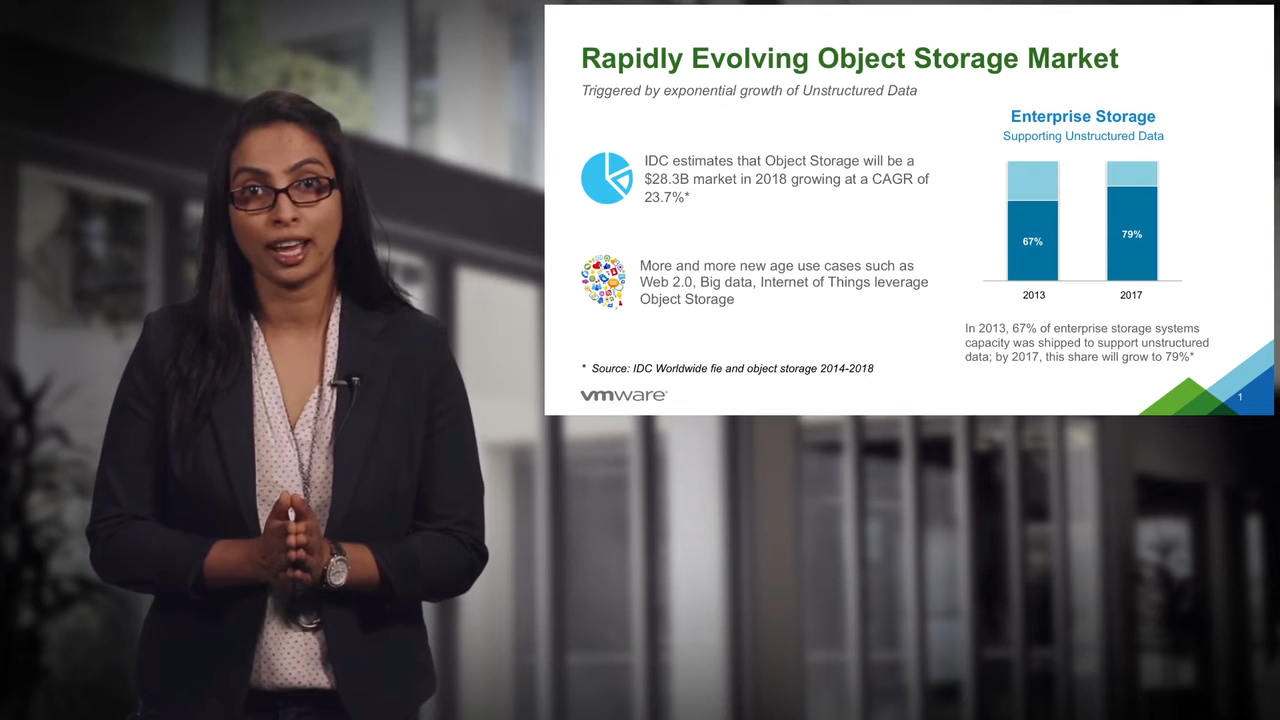 Rapidly Evolving Object Storage Market
Triggered by exponential growth of Unstructured Data
IDC estimates that Object Storage will be a
$28.3B market in 2018 growing at a CAGR of
23.7%*
More and more new age use cases such as
Web 2.0, Big data, Internet of Things leverage
Object Storage
* Source: IDC Worldwide fie and object storage 2014-2018
vmware®
Enterprise Storage
Supporting Unstructured Data
67%
79%
2013
2017
In 2013, 67% of enterprise storage systems
capacity was shipped to support unstructured
data; by 2017, this share will grow to 79%*
1